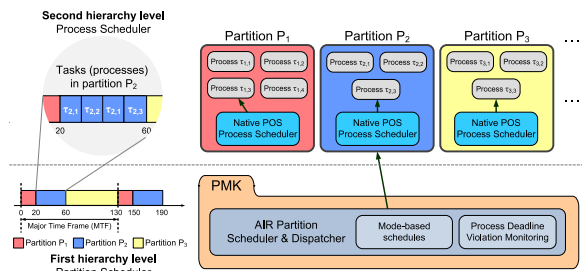 Second hierarchy level
Process Scheduler
Tasks (processes)
in partition P2
τ2,1 τ2,2 τ2,1 τ2,3
20 60
0 20 60 130 150 190
Major Time Frame (MTF)
Partition P1 Partition P2 Partition P3
First hierarchy level
Partition Scheduler
Partition P1
Process τ1,1 Process τ1,2
Process τ1,3 Process τ1,4
Native POS
Process Scheduler
Partition P2
Process τ2,1 Process τ2,2
Process τ2,3
Native POS
Process Scheduler
Partition P3
Process τ3,1 Process τ3,2
Process τ3,3
Native POS
Process Scheduler
...
...
PMK
AIR Partition
Scheduler & Dispatcher
Mode-based
schedules
Process Deadline
Violation Monitoring